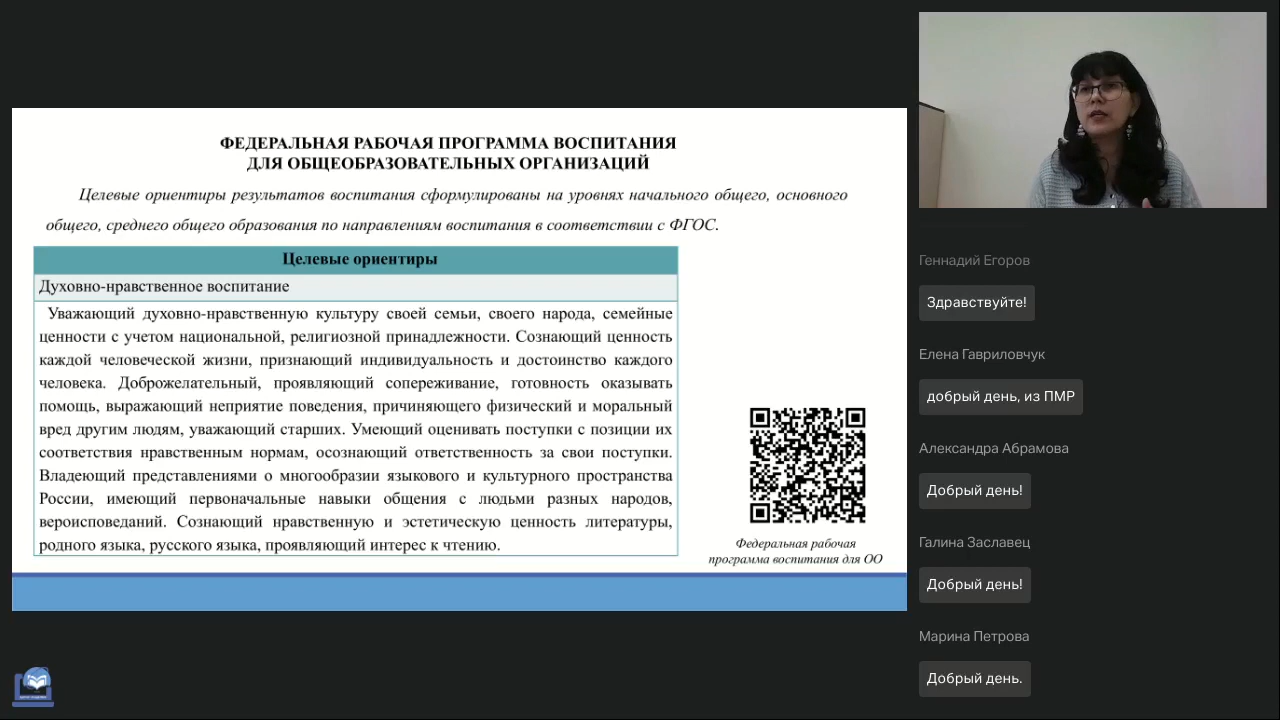 ФЕДЕРАЛЬНАЯ РАБОЧАЯ ПРОГРАММА ВОСПИТАНИЯ
ДЛЯ ОБЩЕОБРАЗОВАТЕЛЬНЫХ ОРГАНИЗАЦИЙ
Целевые ориентиры результатов воспитания сформулированы на уровнях начального общего, основного
общего, среднего общего образования по направлениям воспитания в соответствии с ФГОС.
Целевые ориентиры
Духовно-нравственное воспитание
Уважающий духовно-нравственную культуру своей семьи, своего народа, семейные
ценности с учетом национальной, религиозной принадлежности. Сознающий ценность
каждой человеческой жизни, признающий индивидуальность и достоинство каждого
человека. Доброжелательный, проявляющий сопереживание, готовность оказывать
помощь, выражающий неприятие поведения, причиняющего физический и моральный
вред другим людям, уважающий старших. Умеющий оценивать поступки с позиции их
соответствия нравственным нормам, осознающий ответственность за свои поступки.
Владеющий представлениями о многообразии языкового и культурного пространства
России, имеющий первоначальные навыки общения с людьми разных народов,
вероисповеданий. Сознающий нравственную и эстетическую ценность литературы,
родного языка, русского языка, проявляющий интерес к чтению.
Федеральная рабочая
программа воспитания для ОО
Геннадий Егоров
Здравствуйте!
Елена Гавриловчук
добрый день, из ПМР
Александра Абрамова
Добрый день!
Галина Заславец
Добрый день!
Марина Петрова
Добрый день.